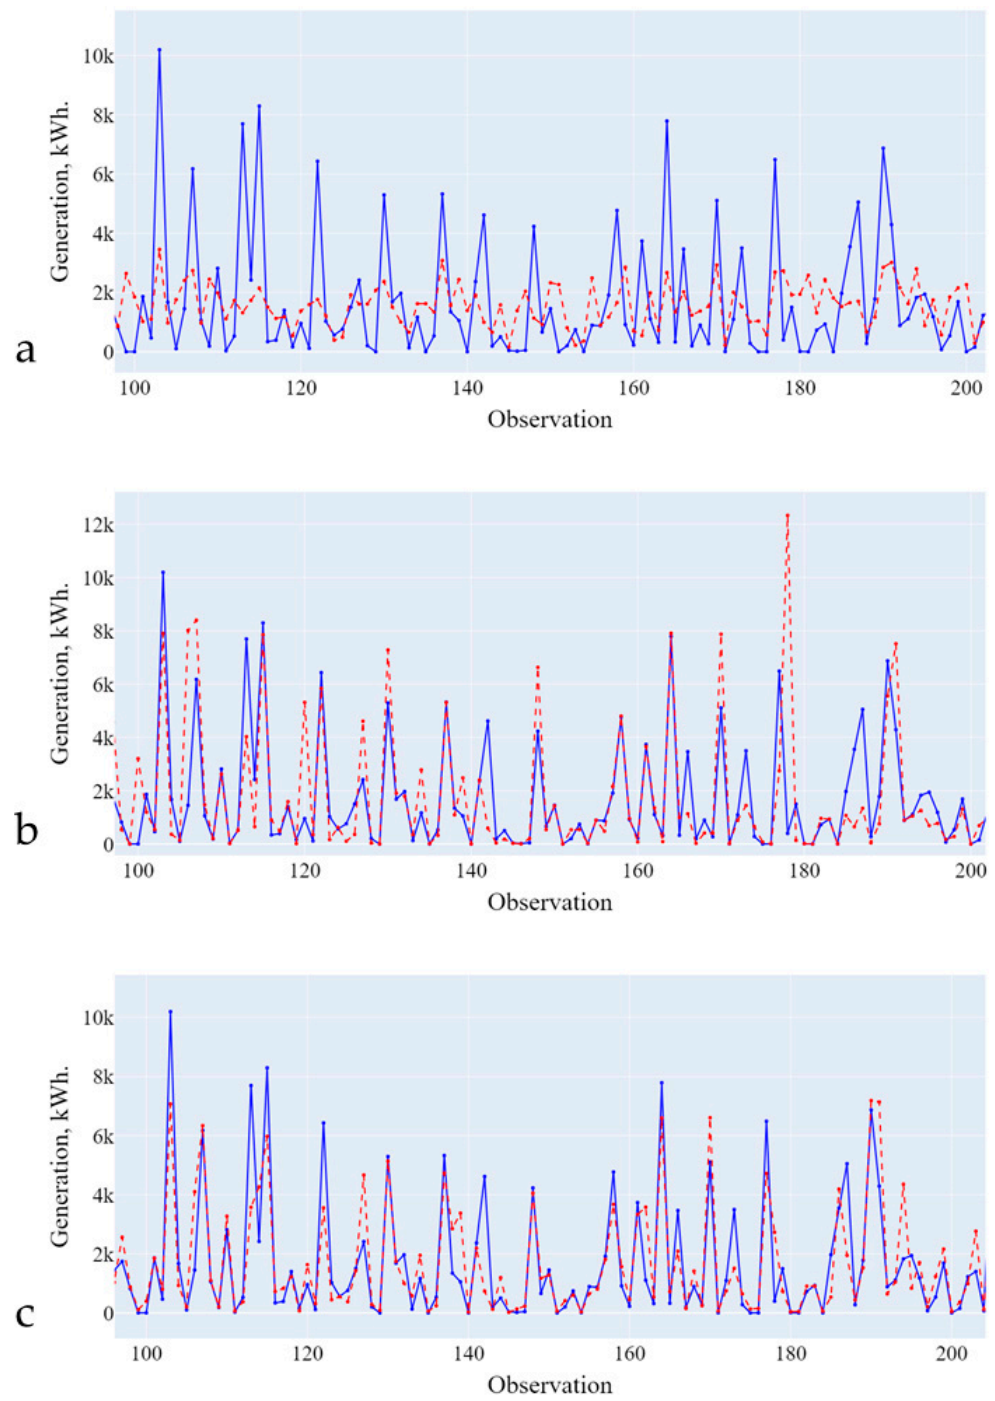 10k
8k
6k
4k
2k
0
Generation, kWh.
a
100 120 140 160 180 200
Observation
12k
10k
8k
6k
4k
2k
0
Generation, kWh.
b
100 120 140 160 180 200
Observation
10k
8k
6k
4k
2k
0
Generation, kWh.
c
100 120 140 160 180 200
Observation